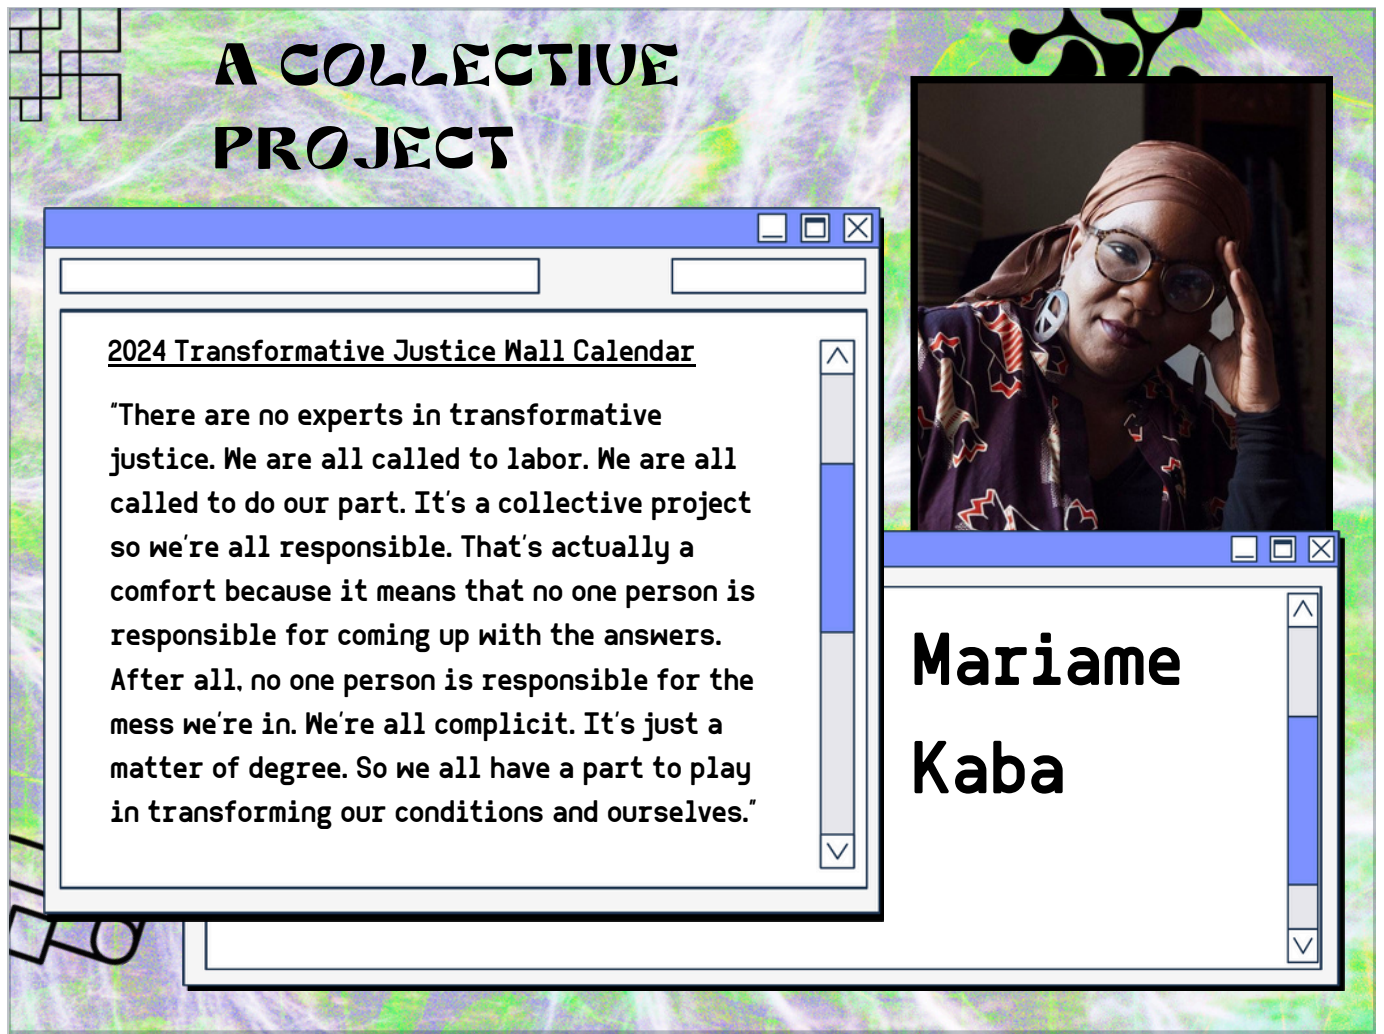 A COLLECTIVE
PROJECT
2024 Transformative Justice Wall Calendar
"There are no experts in transformative
justice. We are all called to labor. We are all
called to do our part. It's a collective project
so we're all responsible. That's actually a
comfort because it means that no one person is
responsible for coming up with the answers.
After all, no one person is responsible for the
mess we're in. We're all complicit. It's just a
matter of degree. So we all have a part to play
in transforming our conditions and ourselves."
Mariame
Kaba